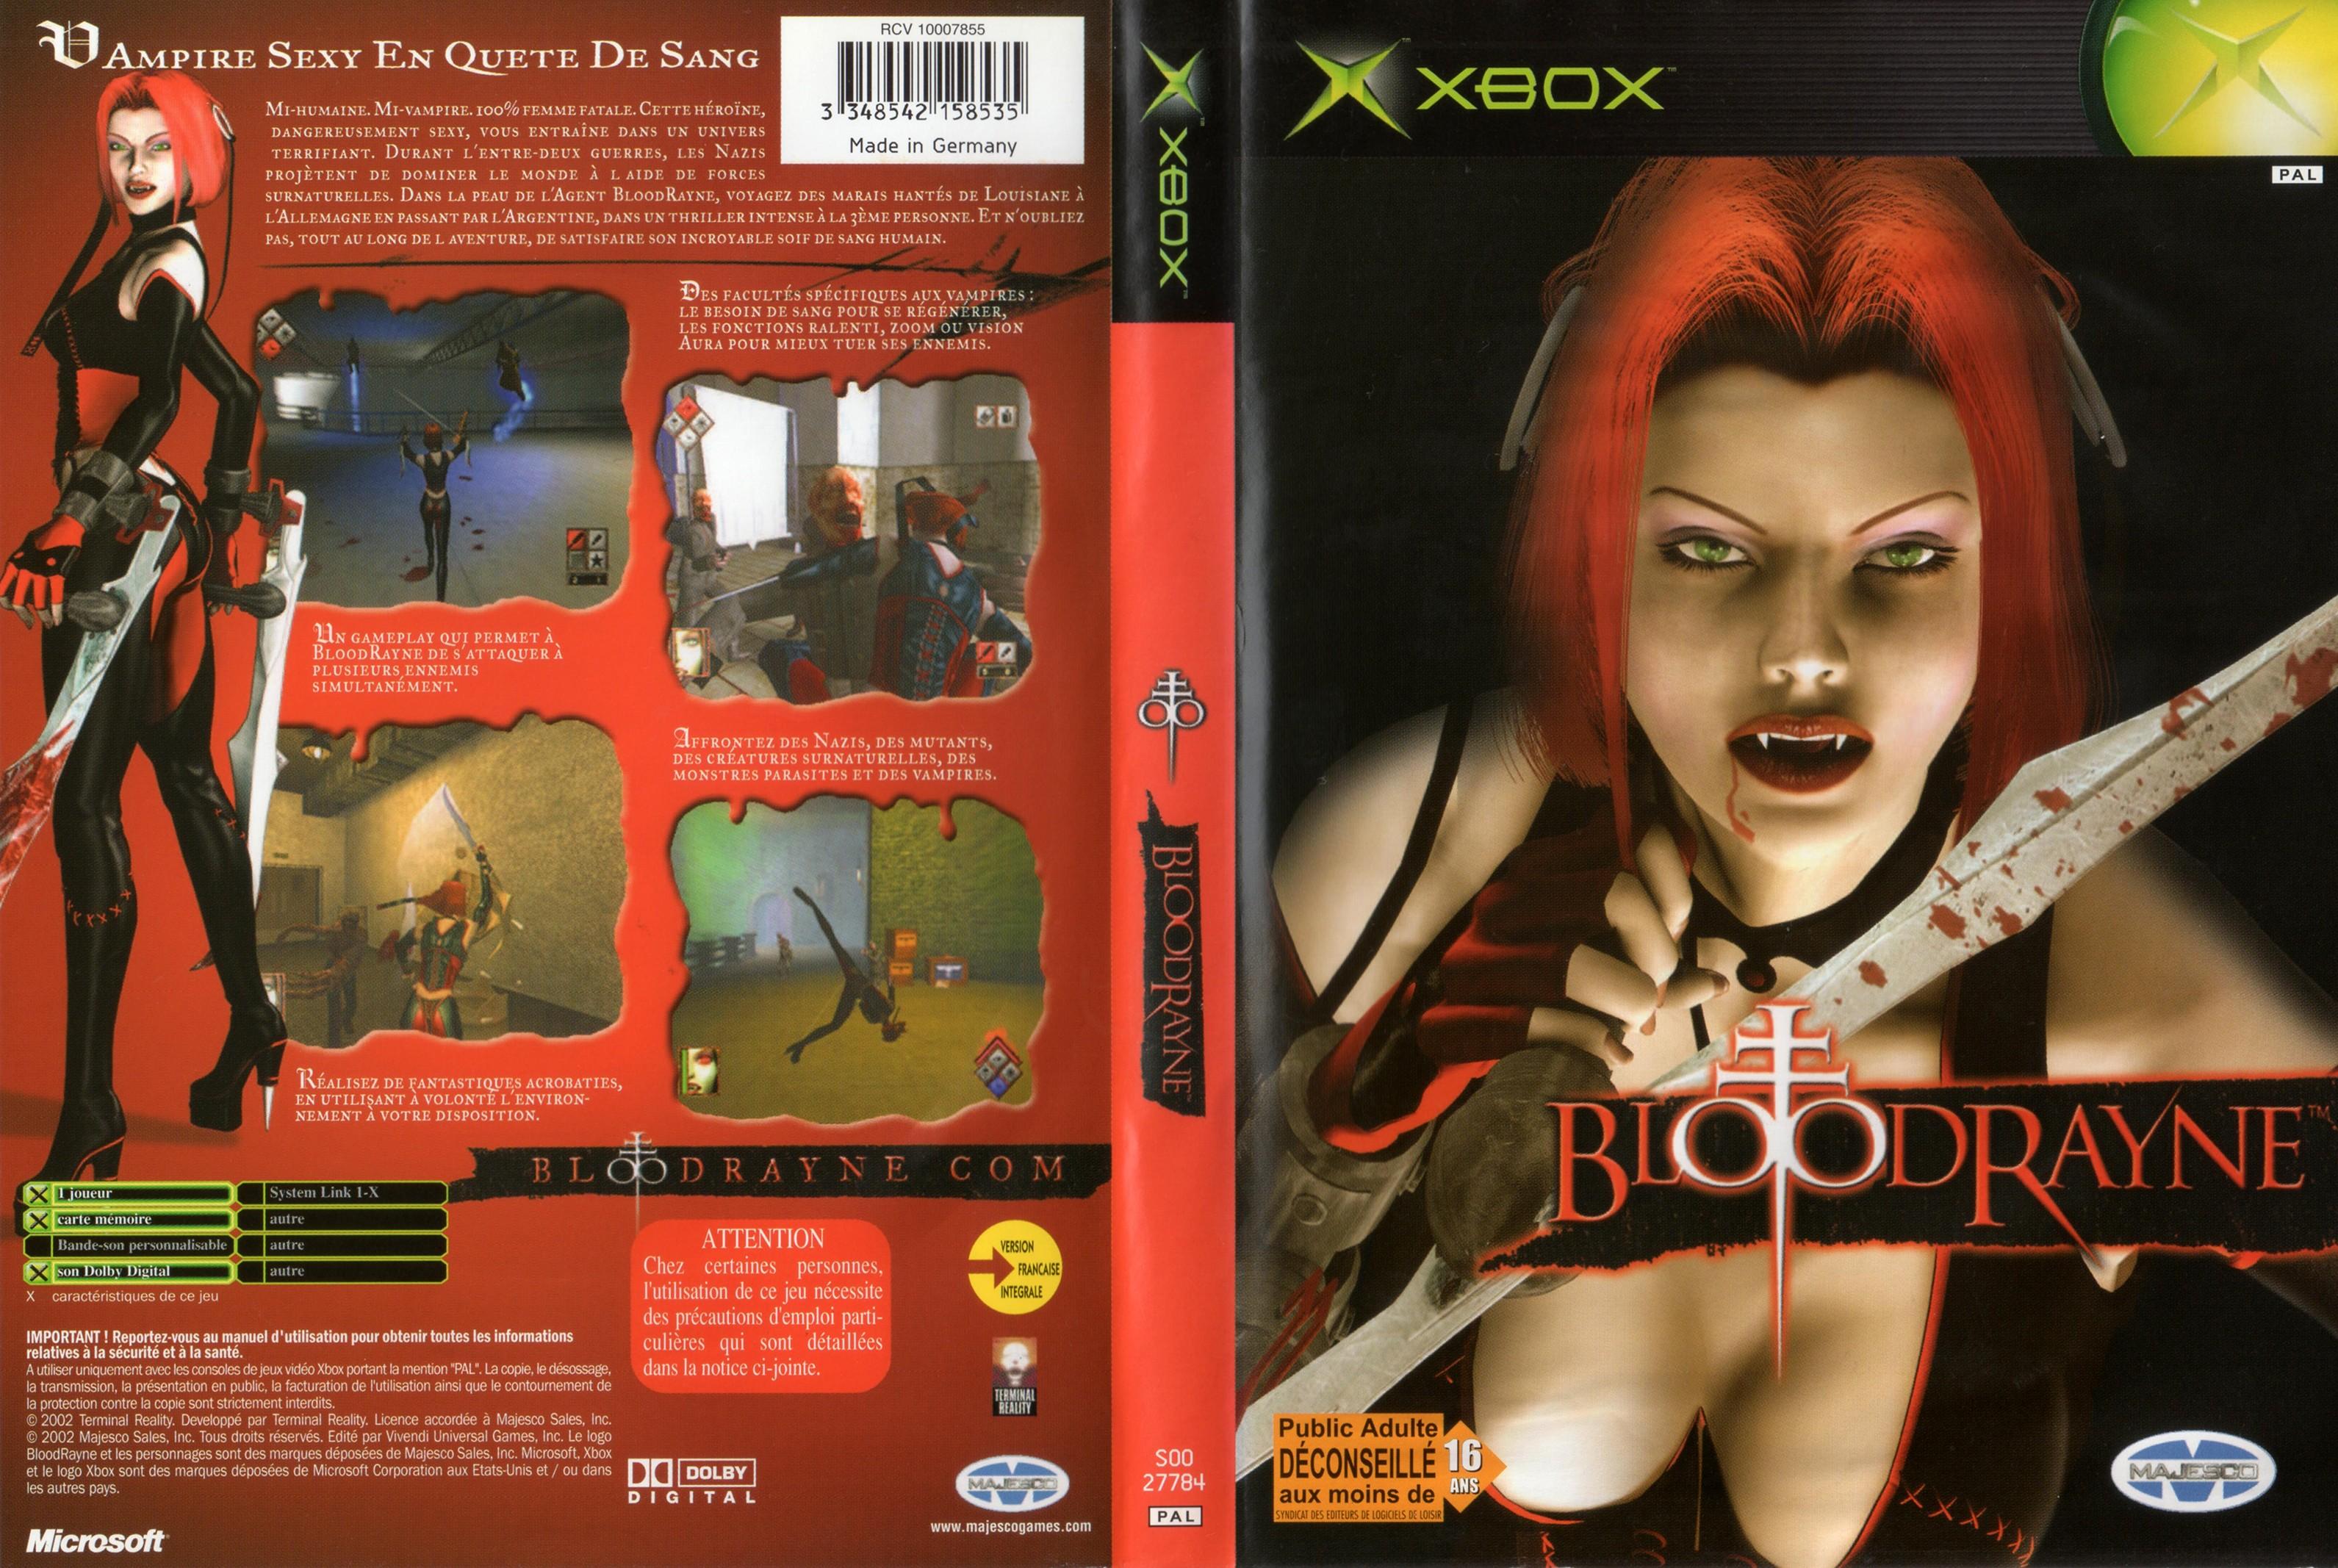 VAMPIRE SEXY EN QUETE DE SANG
RCV 10007855
3 348542 158535
Made in Germany
MI-HUMAINE. MI-VAMPIRE. 100% FEMME FATALE. CETTE HÉROÏNE,
DANGEREUSEMENT SEXY, VOUS ENTRAÎNE DANS UN UNIVERS
TERRIFIANT. DURANT L'ENTRE-DEUX GUERRES, LES NAZIS
PROJÈTENT DE DOMINER LE MONDE À L AIDE DE FORCES
SURNATURELLES. DANS LA PEAU DE L'AGENT BLOODRAYNE, VOYAGEZ DES MARAIS HANTÉS DE LOUISIANE À
L'ALLEMAGNE EN PASSANT PAR L'ARGENTINE, DANS UN THRILLER INTENSE À LA 3ÈME PERSONNE. ET N'OUBLIEZ
PAS, TOUT AU LONG DE L AVENTURE, DE SATISFAIRE SON INCROYABLE SOIF DE SANG HUMAIN.
DES FACULTÉS SPÉCIFIQUES AUX VAMPIRES :
LE BESOIN DE SANG POUR SE RÉGÉNÉRER,
LES FONCTIONS RALENTI, ZOOM OU VISION
AURA POUR MIEUX TUER SES ENNEMIS.
UN GAMEPLAY QUI PERMET À
BLOODRAYNE DE S'ATTAQUER À
PLUSIEURS ENNEMIS
SIMULTANÉMENT.
AFFRONTEZ DES NAZIS, DES MUTANTS,
DES CRÉATURES SURNATURELLES, DES
MONSTRES PARASITES ET DES VAMPIRES.
RÉALISEZ DE FANTASTIQUES ACROBATIES,
EN UTILISANT À VOLONTÉ L'ENVIRON-
NEMENT À VOTRE DISPOSITION.
BLOODRAYNE COM
X 1 joueur
System Link 1-X
X carte mémoire
autre
Bande-son personnalisable
autre
X son Dolby Digital
autre
X caractéristiques de ce jeu
IMPORTANT ! Reportez-vous au manuel d'utilisation pour obtenir toutes les informations
relatives à la sécurité et à la santé.
A utiliser uniquement avec les consoles de jeux vidéo Xbox portant la mention "PAL". La copie, le désossage,
la transmission, la présentation en public, la facturation de l'utilisation ainsi que le contournement de
la protection contre la copie sont strictement interdits.
© 2002 Terminal Reality. Developpé par Terminal Reality. Licence accordée à Majesco Sales, Inc.
© 2002 Majesco Sales, Inc. Tous droits réservés. Edité par Vivendi Universal Games, Inc. Le logo
BloodRayne et les personnages sont des marques déposées de Majesco Sales, Inc. Microsoft, Xbox
et le logo Xbox sont des marques déposées de Microsoft Corporation aux Etats-Unis et / ou dans
les autres pays.
Microsoft
ATTENTION
Chez certaines personnes,
l'utilisation de ce jeu nécessite
des précautions d'emploi parti-
culières qui sont détaillées
dans la notice ci-jointe.
VERSION
FRANCAISE
INTEGRALE
TERMINAL
REALITY
DOLBY
DIGITAL
MAJESCO
www.majescogames.com
XBOX™
BLOODRAYNE™
S00
27784
PAL
XBOX™
PAL
BLOODRAYNE™
Public Adulte
DÉCONSEILLÉ
aux moins de
16
ANS
SYNDICAT DES EDITEURS DE LOGICIELS DE LOISIR
MAJESCO